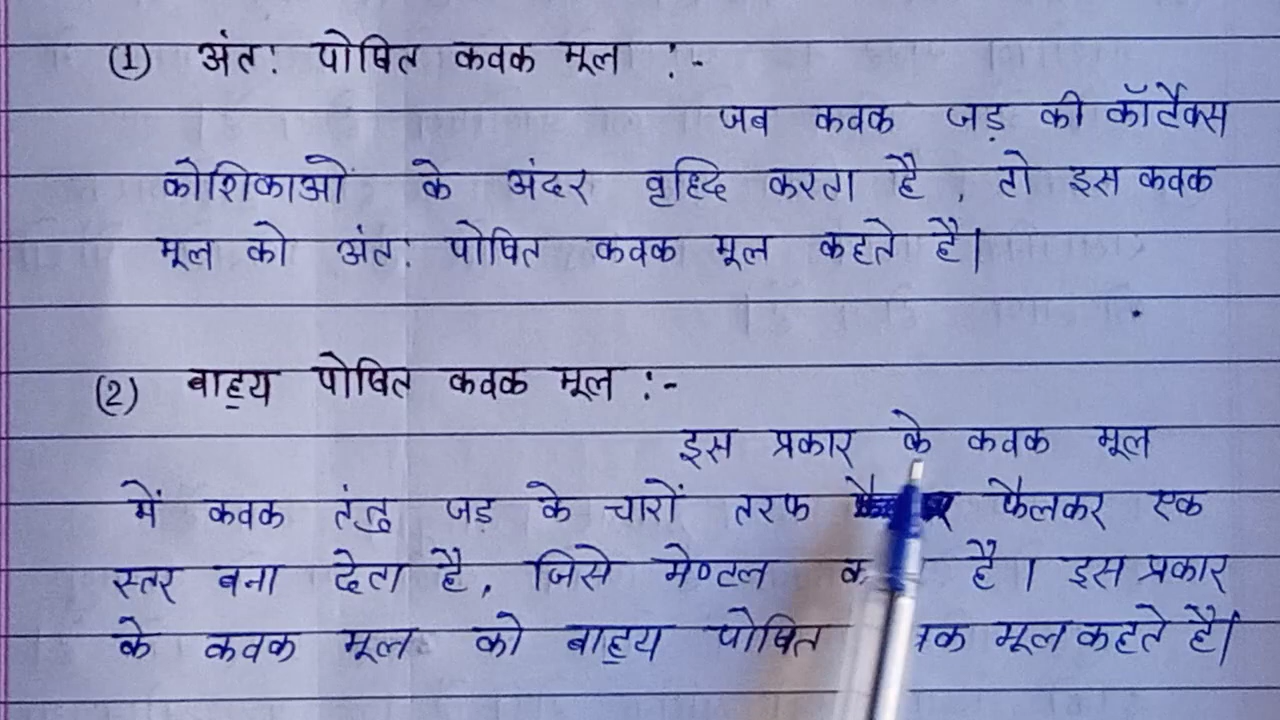 (1) अंत: पोषित कवक मूल :-
जब कवक जड़ की कॉर्टेक्स
कोशिकाओं के अंदर वृध्दि करता है, तो इस कवक
मूल को अंत: पोषित कवक मूल कहते है।
(2) बाह्य पोषित कवक मूल :-
इस प्रकार के कवक मूल
में कवक तंतु जड़ के चारों तरफ फैलकर एक
स्तर बना देता है, जिसे मेण्टल है। इस प्रकार
के कवक मूल को बाह्य पोषित मूल कहते है।